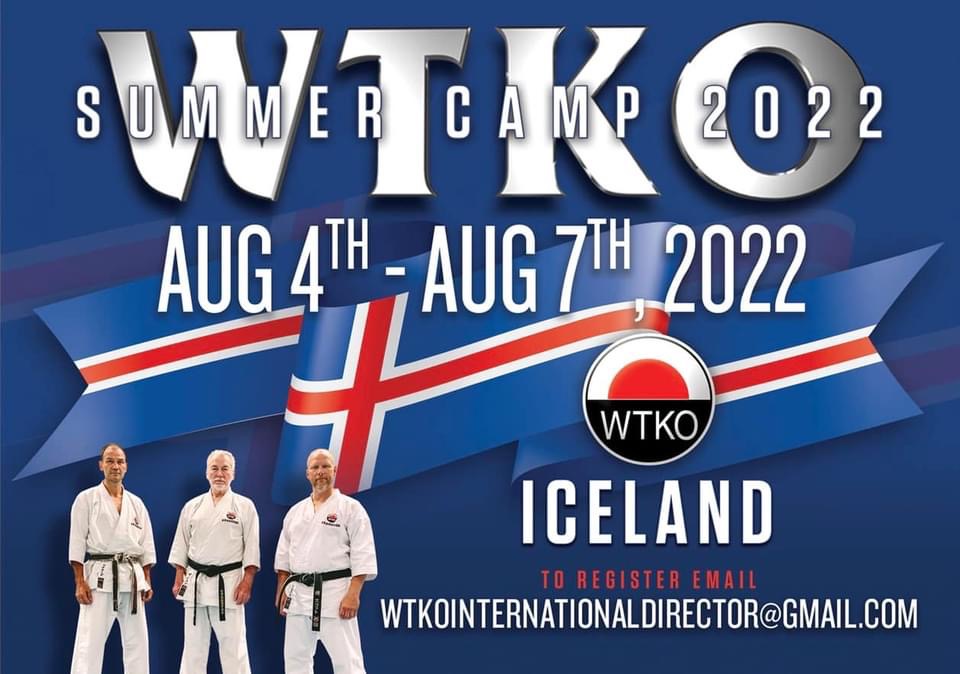 WTKO
SUMMER CAMP 2022
AUG 4TH - AUG 7TH, 2022
WTKO
ICELAND
TO REGISTER EMAIL
WTKOINTERNATIONALDIRECTOR@GMAIL.COM